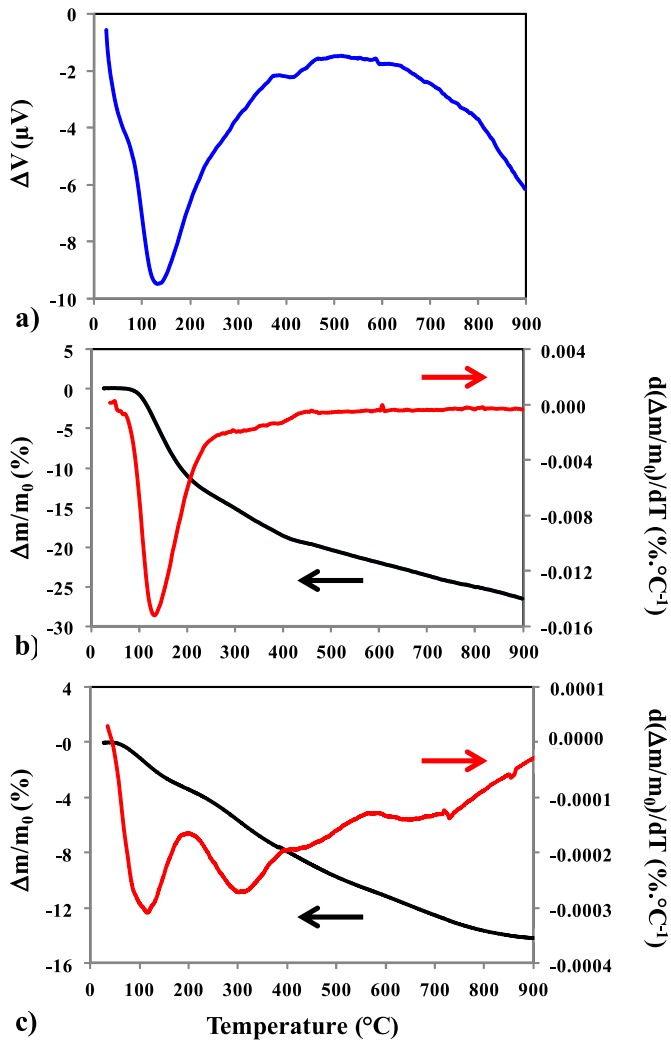 0
-2
-4
-6
-8
-10
ΔV (μV)
0 100 200 300 400 500 600 700 800 900
a)
5
0
-5
-10
-15
-20
-25
-30
Δm/m0 (%)
0.004
0.000
-0.004
-0.008
-0.012
-0.016
d(Δm/m0)/dT (%.°C-1)
0 100 200 300 400 500 600 700 800 900
b)
4
-0
-4
-8
-12
-16
Δm/m0 (%)
0.0001
0.0000
-0.0001
-0.0002
-0.0003
-0.0004
d(Δm/m0)/dT (%.°C-1)
0 100 200 300 400 500 600 700 800 900
c)
Temperature (°C)